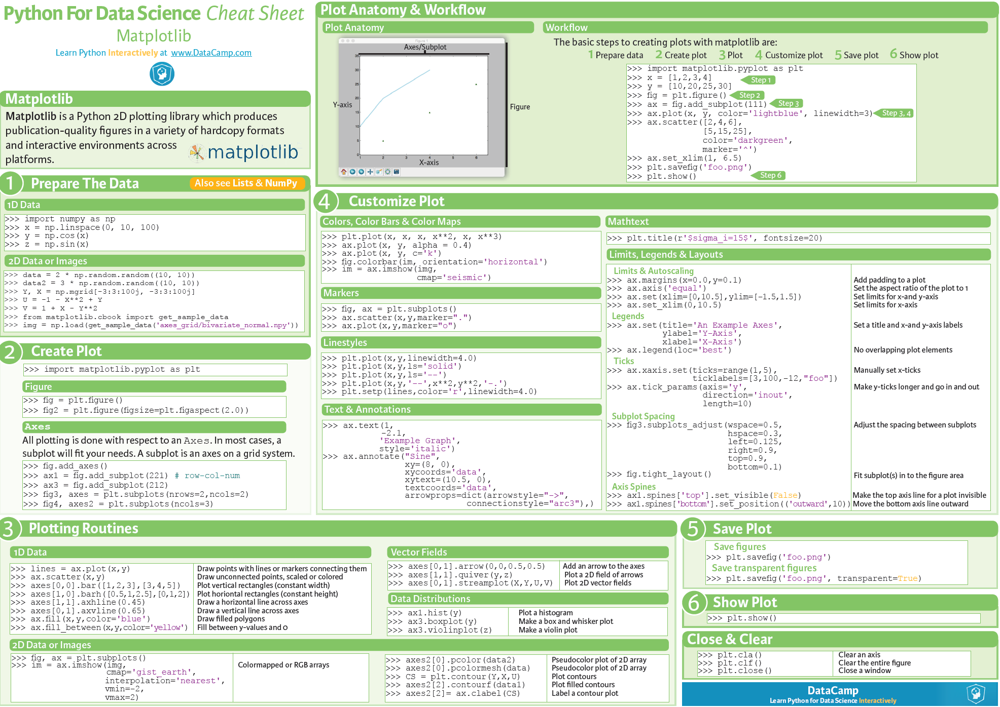 Python For Data Science Cheat Sheet
Matplotlib
Learn Python Interactively at www.DataCamp.com
Matplotlib
Matplotlib is a Python 2D plotting library which produces
publication-quality figures in a variety of hardcopy formats
and interactive environments across
platforms.
matplotlib
1 Prepare The Data
Also see Lists & NumPy
1D Data
>>> import numpy as np
>>> x = np.linspace(0, 10, 100)
>>> y = np.cos(x)
>>> z = np.sin(x)
2D Data or Images
>>> data = 2 * np.random.random((10, 10))
>>> data2 = 3 * np.random.random((10, 10))
>>> Y, X = np.mgrid[-3:3:100j, -3:3:100j]
>>> U = -1 - X**2 + Y
>>> V = 1 + X - Y**2
>>> from matplotlib.cbook import get_sample_data
>>> img = np.load(get_sample_data('axes_grid/bivariate_normal.npy'))
2 Create Plot
>>> import matplotlib.pyplot as plt
Figure
>>> fig = plt.figure()
>>> fig2 = plt.figure(figsize=plt.figaspect(2.0))
Axes
All plotting is done with respect to an Axes. In most cases, a
subplot will fit your needs. A subplot is an axes on a grid system.
>>> fig.add_axes()
>>> ax1 = fig.add_subplot(221) # row-col-num
>>> ax3 = fig.add_subplot(212)
>>> fig3, axes = plt.subplots(nrows=2,ncols=2)
>>> fig4, axes2 = plt.subplots(ncols=3)
Plot Anatomy & Workflow
Plot Anatomy
Figure 1
Axes/Subplot
35
30
25
20
15
10
5
0
Y-axis
1 2 3 4 5 6
X-axis
Figure
Workflow
The basic steps to creating plots with matplotlib are:
1 Prepare data 2 Create plot 3 Plot 4 Customize plot 5 Save plot 6 Show plot
>>> import matplotlib.pyplot as plt
>>> x = [1,2,3,4]
Step 1
>>> y = [10,20,25,30]
>>> fig = plt.figure() Step 2
>>> ax = fig.add_subplot(111) Step 3
>>> ax.plot(x, y, color='lightblue', linewidth=3) Step 3, 4
>>> ax.scatter([2,4,6],
[5,15,25],
color='darkgreen',
marker='^')
>>> ax.set_xlim(1, 6.5)
>>> plt.savefig('foo.png')
>>> plt.show() Step 6
4 Customize Plot
Colors, Color Bars & Color Maps
>>> plt.plot(x, x, x, x**2, x, x**3)
>>> ax.plot(x, y, alpha = 0.4)
>>> ax.plot(x, y, c='k')
>>> fig.colorbar(im, orientation='horizontal')
>>> im = ax.imshow(img,
cmap='seismic')
Markers
>>> fig, ax = plt.subplots()
>>> ax.scatter(x,y,marker=".")
>>> ax.plot(x,y,marker="o")
Linestyles
>>> plt.plot(x,y,linewidth=4.0)
>>> plt.plot(x,y,ls='solid')
>>> plt.plot(x,y,ls='--')
>>> plt.plot(x,y,'--',x**2,y**2,'-.')
>>> plt.setp(lines,color='r',linewidth=4.0)
Text & Annotations
>>> ax.text(1,
-2.1,
'Example Graph',
style='italic')
>>> ax.annotate("Sine",
xy=(8, 0),
xycoords='data',
xytext=(10.5, 0),
textcoords='data',
arrowprops=dict(arrowstyle="->",
connectionstyle="arc3"),)
Mathtext
>>> plt.title(r'$sigma_i=15$', fontsize=20)
Limits, Legends & Layouts
Limits & Autoscaling
>>> ax.margins(x=0.0,y=0.1) Add padding to a plot
>>> ax.axis('equal') Set the aspect ratio of the plot to 1
>>> ax.set(xlim=[0,10.5],ylim=[-1.5,1.5]) Set limits for x-and y-axis
>>> ax.set_xlim(0,10.5) Set limits for x-axis
Legends
>>> ax.set(title='An Example Axes', Set a title and x-and y-axis labels
ylabel='Y-Axis',
xlabel='X-Axis')
>>> ax.legend(loc='best') No overlapping plot elements
Ticks
>>> ax.xaxis.set(ticks=range(1,5), Manually set x-ticks
ticklabels=[3,100,-12,"foo"])
>>> ax.tick_params(axis='y', Make y-ticks longer and go in and out
direction='inout',
length=10)
Subplot Spacing
>>> fig3.subplots_adjust(wspace=0.5, Adjust the spacing between subplots
hspace=0.3,
left=0.125,
right=0.9,
top=0.9,
bottom=0.1)
>>> fig.tight_layout() Fit subplot(s) in to the figure area
Axis Spines
>>> ax1.spines['top'].set_visible(False) Make the top axis line for a plot invisible
>>> ax1.spines['bottom'].set_position(('outward',10)) Move the bottom axis line outward
3 Plotting Routines
1D Data
>>> lines = ax.plot(x,y) Draw points with lines or markers connecting them
>>> ax.scatter(x,y) Draw unconnected points, scaled or colored
>>> axes[0,0].bar([1,2,3],[3,4,5]) Plot vertical rectangles (constant width)
>>> axes[1,0].barh([0.5,1,2.5],[0,1,2]) Plot horiontal rectangles (constant height)
>>> axes[1,1].axhline(0.45) Draw a horizontal line across axes
>>> axes[0,1].axvline(0.65) Draw a vertical line across axes
>>> ax.fill(x,y,color='blue') Draw filled polygons
>>> ax.fill_between(x,y,color='yellow') Fill between y-values and 0
Vector Fields
>>> axes[0,1].arrow(0,0,0.5,0.5) Add an arrow to the axes
>>> axes[1,1].quiver(y,z) Plot a 2D field of arrows
>>> axes[0,1].streamplot(X,Y,U,V) Plot 2D vector fields
Data Distributions
>>> ax1.hist(y) Plot a histogram
>>> ax3.boxplot(y) Make a box and whisker plot
>>> ax3.violinplot(z) Make a violin plot
2D Data or Images
>>> fig, ax = plt.subplots()
>>> im = ax.imshow(img, Colormapped or RGB arrays
cmap='gist_earth',
interpolation='nearest',
vmin=-2,
vmax=2)
>>> axes2[0].pcolor(data2) Pseudocolor plot of 2D array
>>> axes2[0].pcolormesh(data) Pseudocolor plot of 2D array
>>> CS = plt.contour(Y,X,U) Plot contours
>>> axes2[2].contourf(data1) Plot filled contours
>>> axes2[2]= ax.clabel(CS) Label a contour plot
5 Save Plot
Save figures
>>> plt.savefig('foo.png')
Save transparent figures
>>> plt.savefig('foo.png', transparent=True)
6 Show Plot
>>> plt.show()
Close & Clear
>>> plt.cla() Clear an axis
>>> plt.clf() Clear the entire figure
>>> plt.close() Close a window
DataCamp
Learn Python for Data Science Interactively